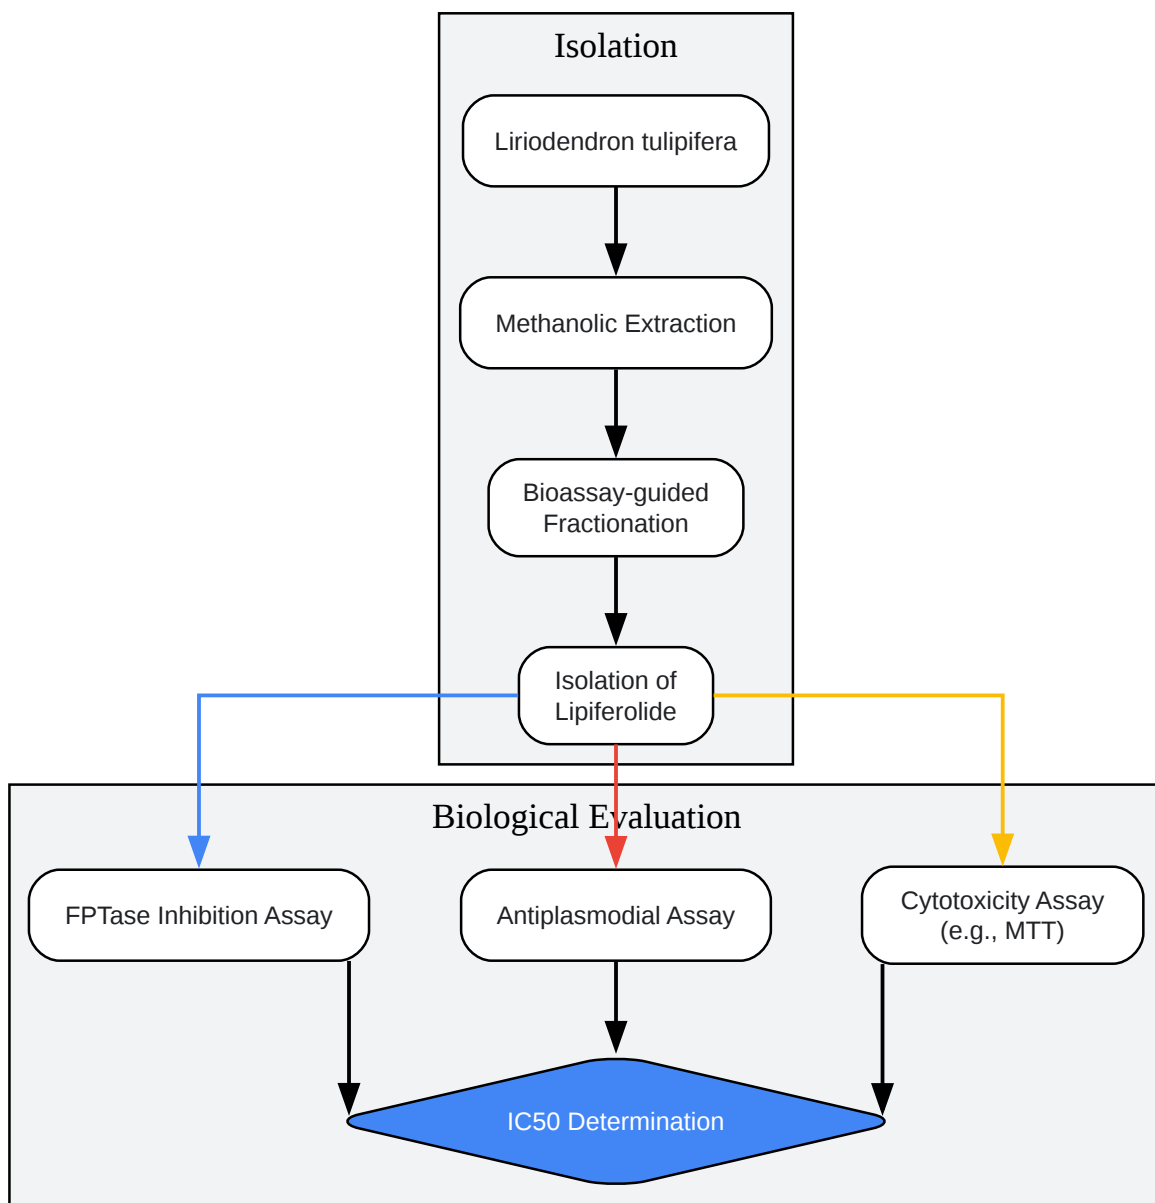 Isolation
Liriodendron tulipifera
Methanolic Extraction
Bioassay-guided
Fractionation
Isolation of
Lipiferolide
Biological Evaluation
FPTase Inhibition Assay
Antiplasmodial Assay
Cytotoxicity Assay
(e.g., MTT)
IC50 Determination